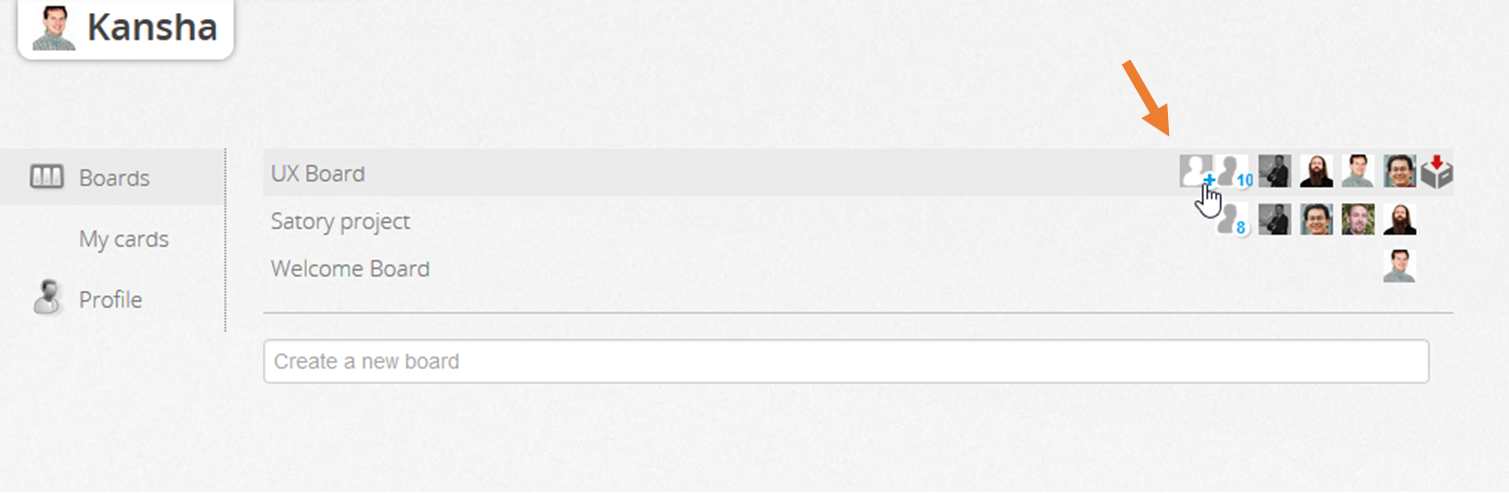 Kansha
Boards
My cards
Profile
UX Board
10
Satory project
8
Welcome Board
Create a new board